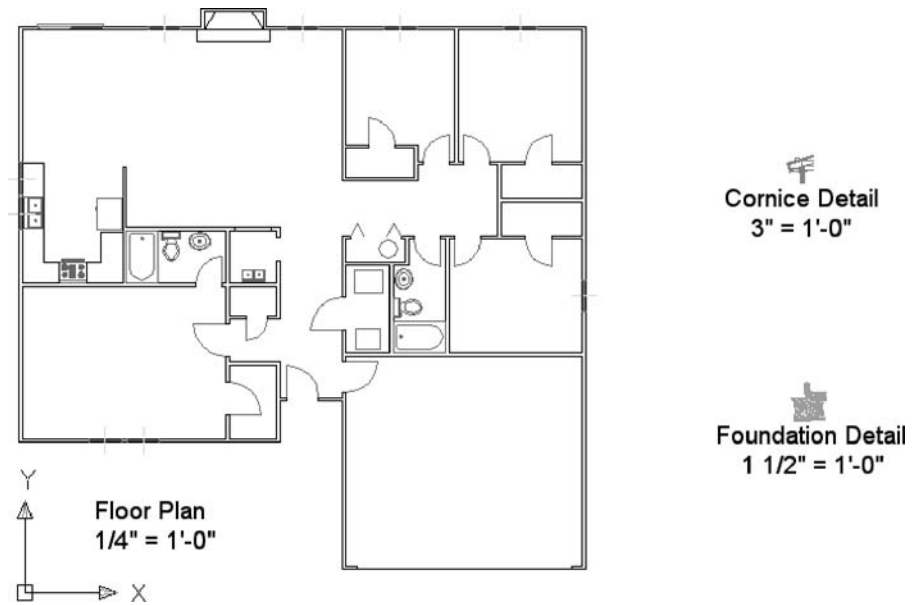 Cornice Detail
3" = 1'-0"
Foundation Detail
1 1/2" = 1'-0"
Y
Floor Plan
1/4" = 1'-0"
X